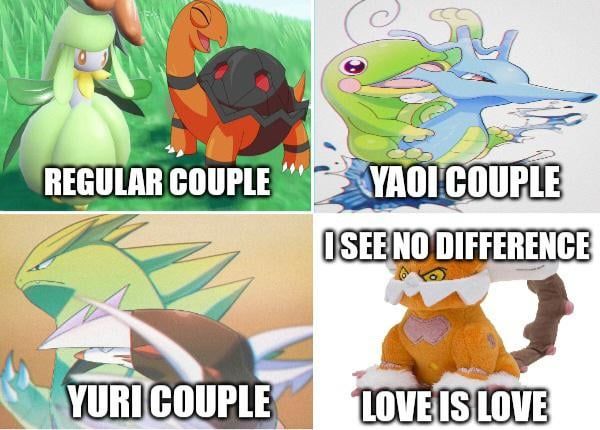 REGULAR COUPLE
YAOI COUPLE
I SEE NO DIFFERENCE
YURI COUPLE
LOVE IS LOVE